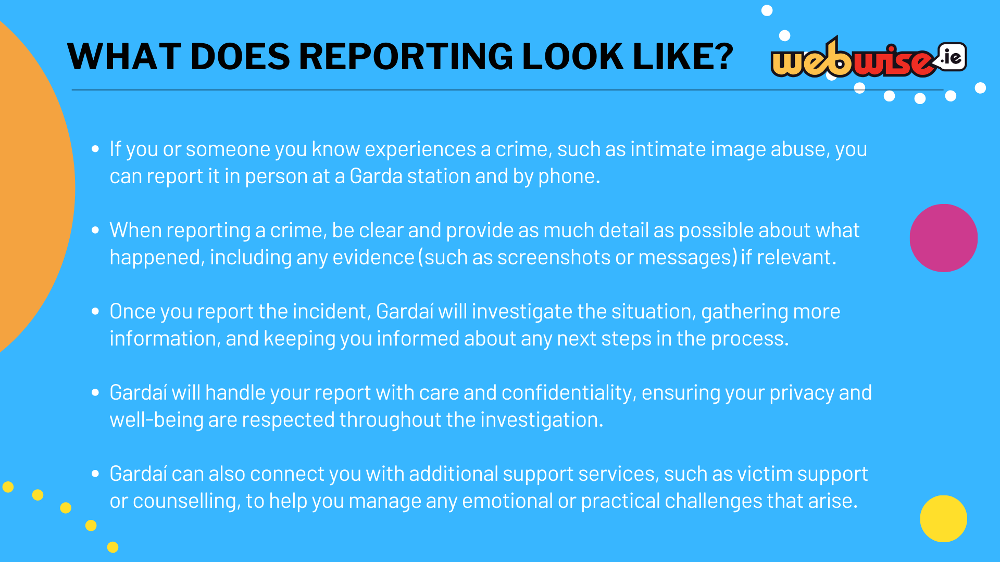 WHAT DOES REPORTING LOOK LIKE?
webwise.ie
• If you or someone you know experiences a crime, such as intimate image abuse, you
can report it in person at a Garda station and by phone.
• When reporting a crime, be clear and provide as much detail as possible about what
happened, including any evidence (such as screenshots or messages) if relevant.
• Once you report the incident, Gardaí will investigate the situation, gathering more
information, and keeping you informed about any next steps in the process.
• Gardaí will handle your report with care and confidentiality, ensuring your privacy and
well-being are respected throughout the investigation.
• Gardaí can also connect you with additional support services, such as victim support
or counselling, to help you manage any emotional or practical challenges that arise.